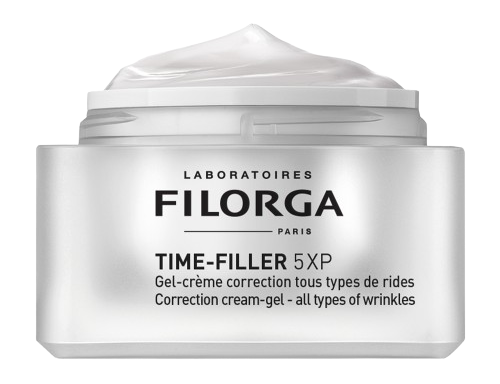 LABORATOIRES
FILORGA
PARIS
TIME-FILLER 5XP
Gel-crème correction tous types de rides
Correction cream-gel - all types of wrinkles